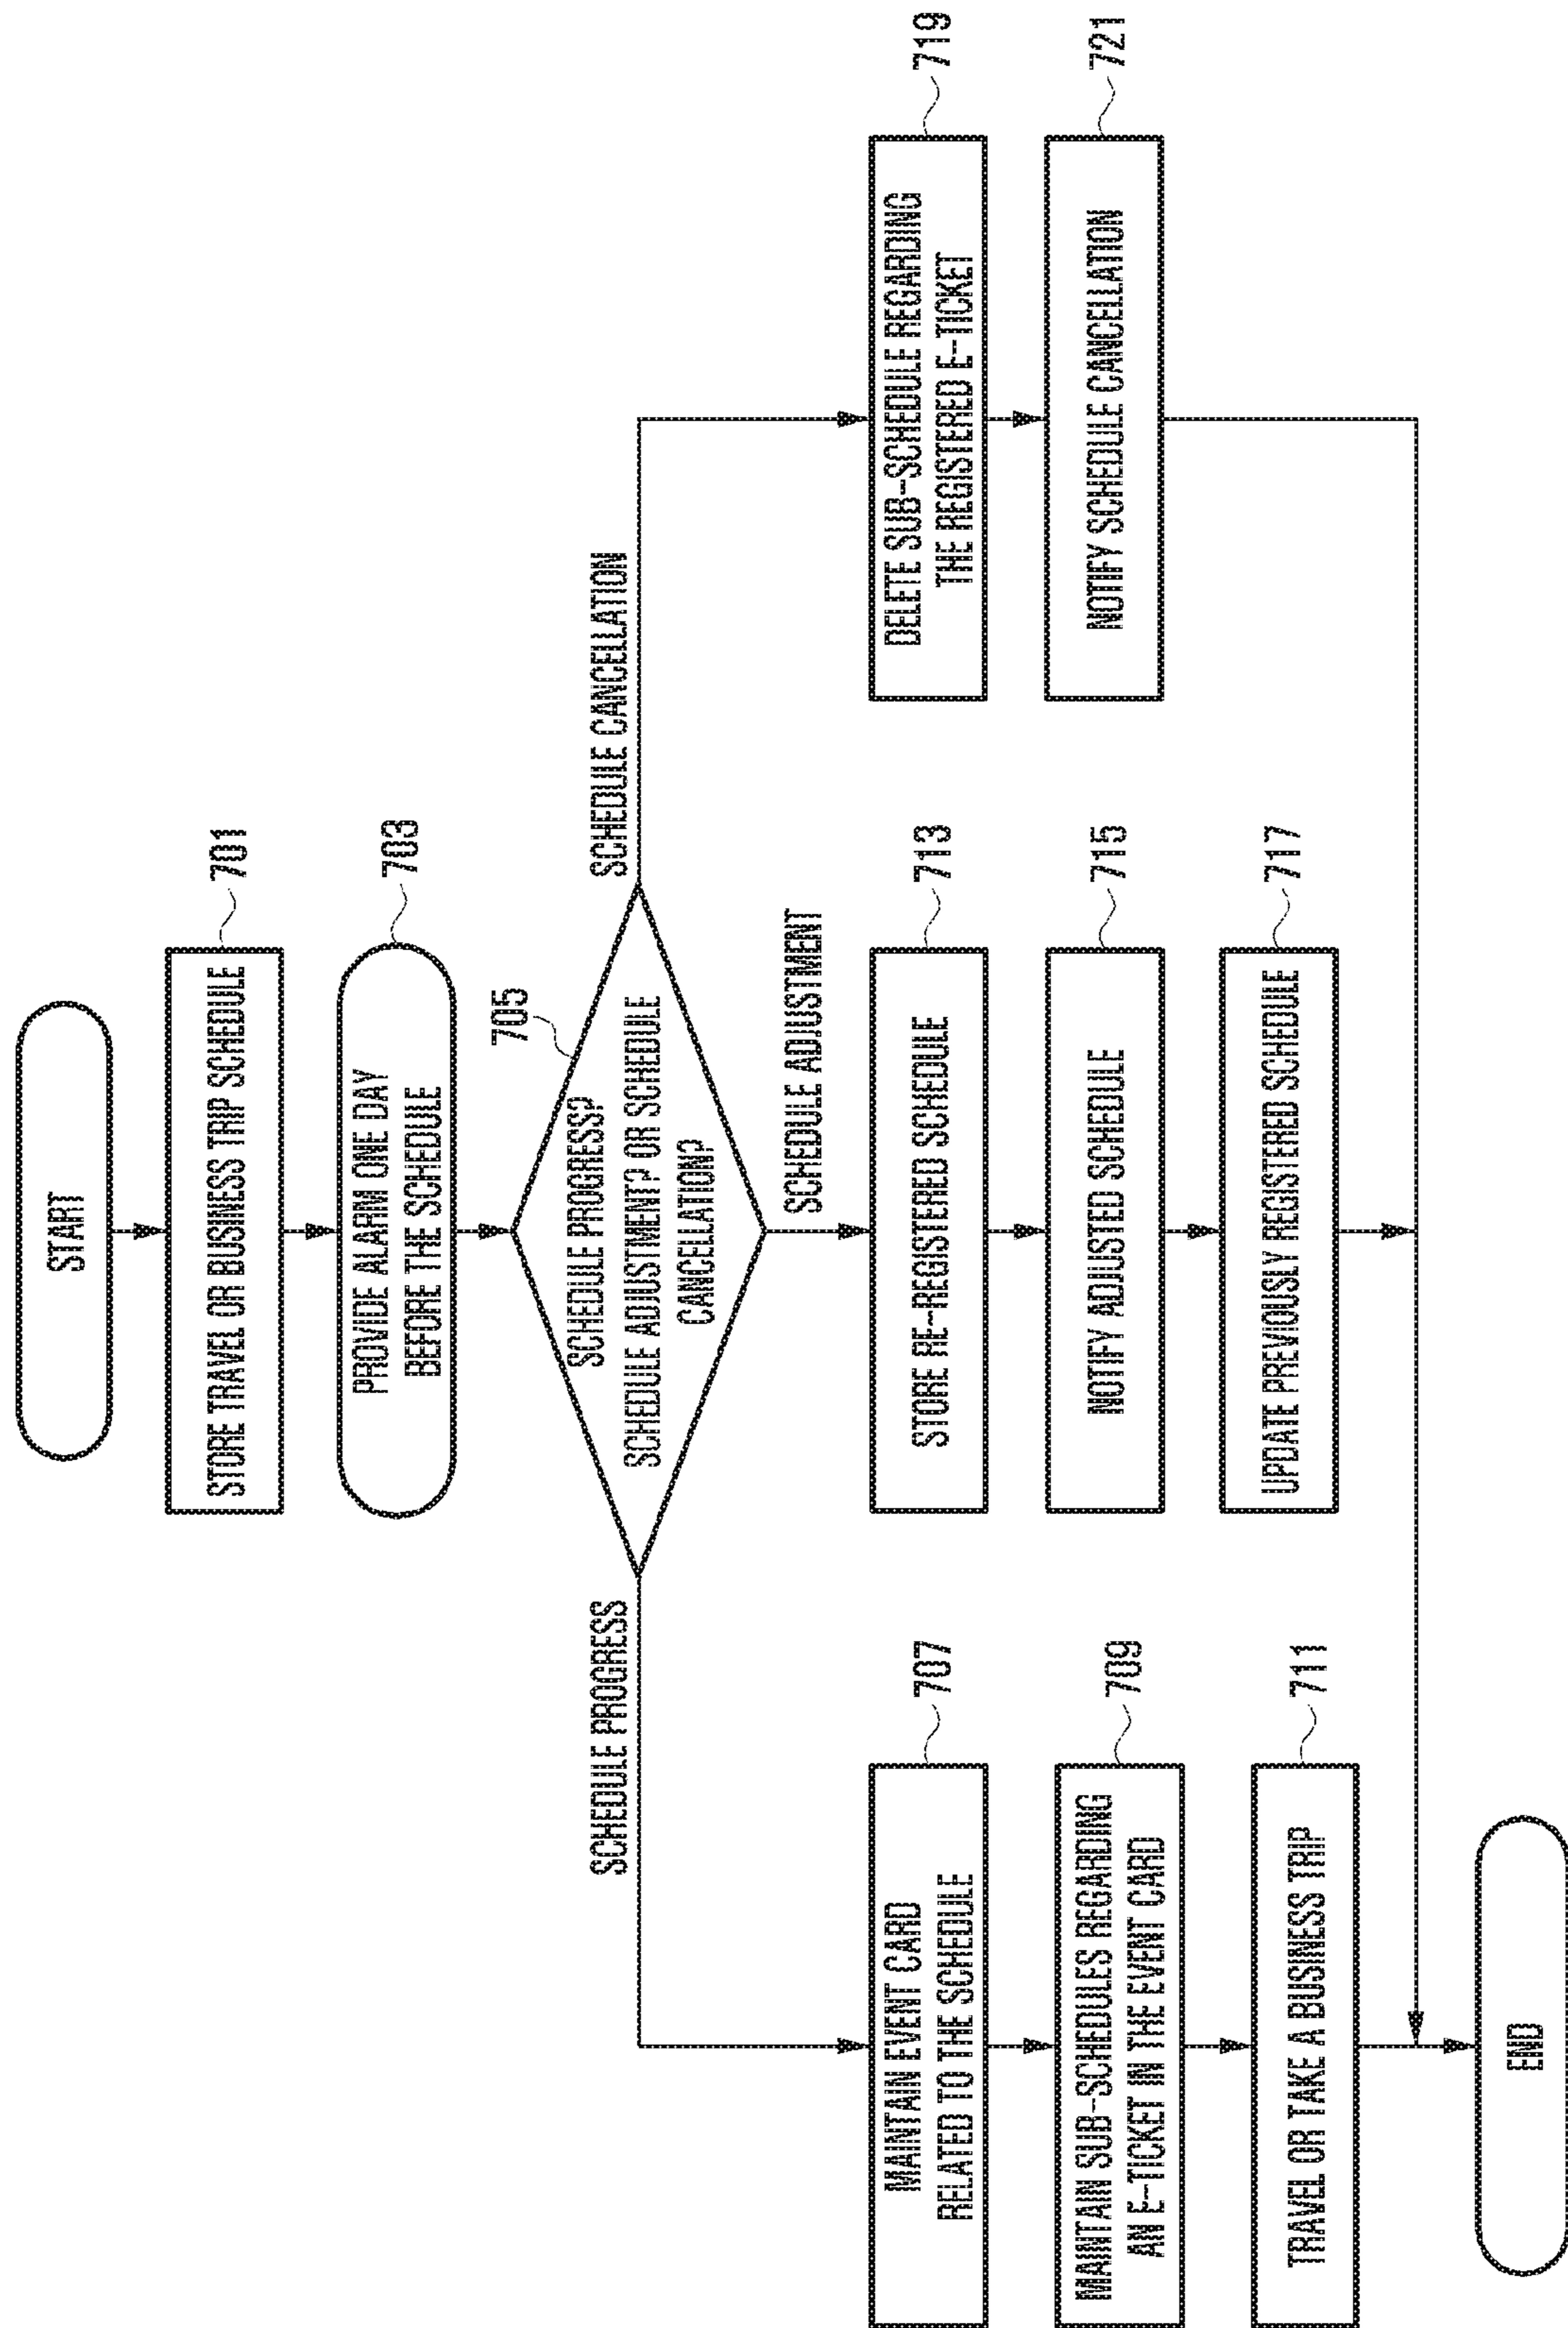 START
STORE TRAVEL OR BUSINESS TRIP SCHEDULE
701
PROVIDE ALARM ONE DAY
BEFORE THE SCHEDULE
703
705
SCHEDULE PROGRESS?
SCHEDULE ADJUSTMENT? OR SCHEDULE
CANCELLATION?
SCHEDULE PROGRESS
SCHEDULE ADJUSTMENT
SCHEDULE CANCELLATION
MAINTAIN EVENT CARD
RELATED TO THE SCHEDULE
707
MAINTAIN SUB-SCHEDULES REGARDING
AN E-TICKET IN THE EVENT CARD
709
TRAVEL OR TAKE A BUSINESS TRIP
711
STORE RE-REGISTERED SCHEDULE
713
NOTIFY ADJUSTED SCHEDULE
715
UPDATE PREVIOUSLY REGISTERED SCHEDULE
717
DELETE SUB-SCHEDULE REGARDING
THE REGISTERED E-TICKET
719
NOTIFY SCHEDULE CANCELLATION
721
END